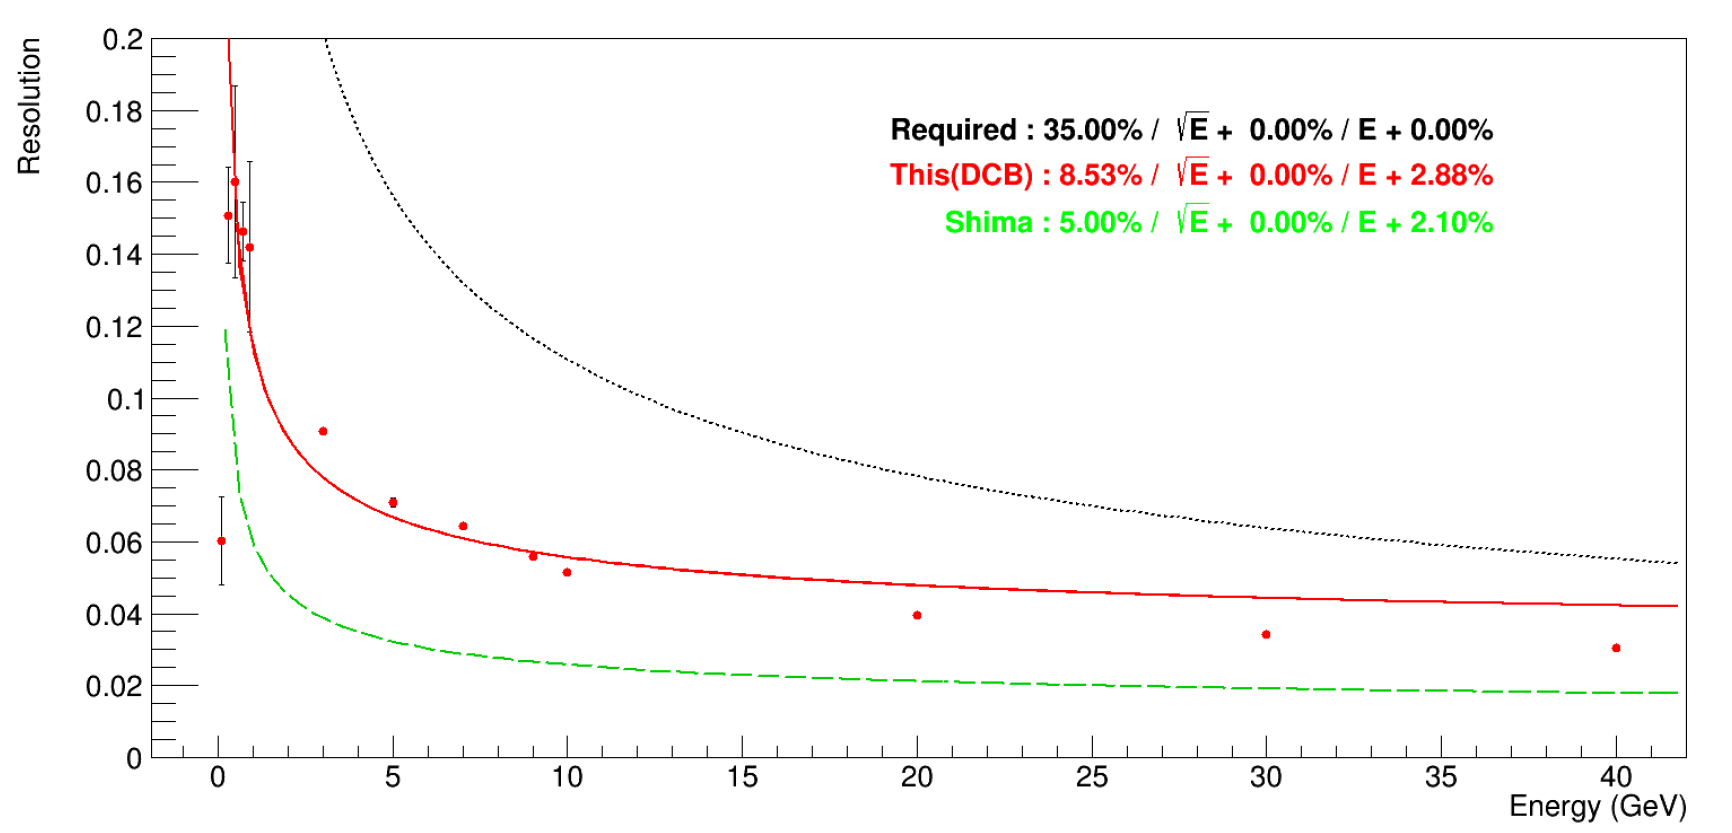 Resolution
0.2
0.18
0.16
0.14
0.12
0.1
0.08
0.06
0.04
0.02
0
Required : 35.00% / √E + 0.00% / E + 0.00%
This(DCB) : 8.53% / √E + 0.00% / E + 2.88%
Shima : 5.00% / √E + 0.00% / E + 2.10%
0 5 10 15 20 25 30 35 40
Energy (GeV)